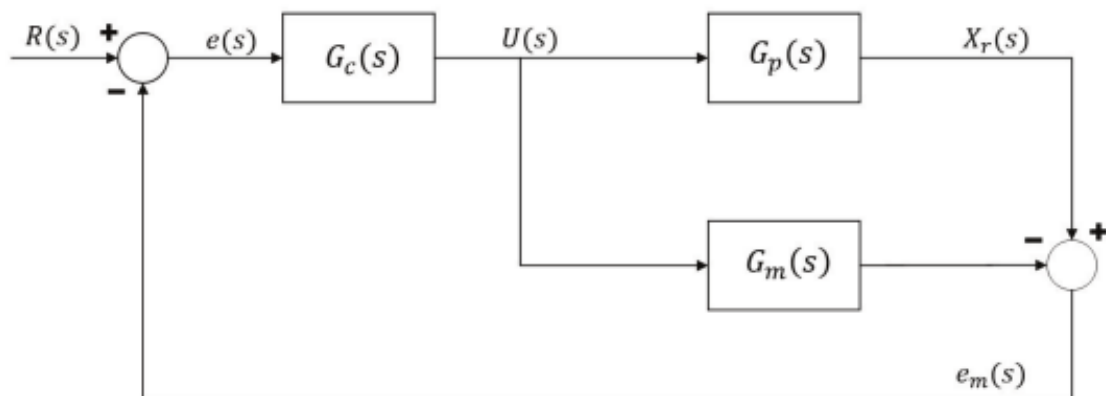 +
R(s)
e(s)
G_c(s)
U(s)
G_p(s)
X_r(s)
-
-
+
G_m(s)
e_m(s)